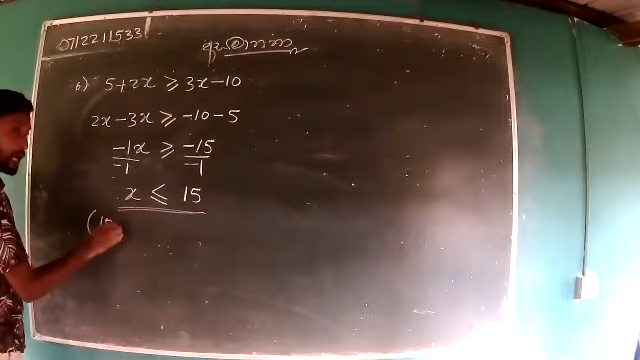 0712211533
6) 5+2x ⩾ 3x-10
2x-3x ⩾ -10-5
-1x/-1 ⩾ -15/-1
x ⩽ 15